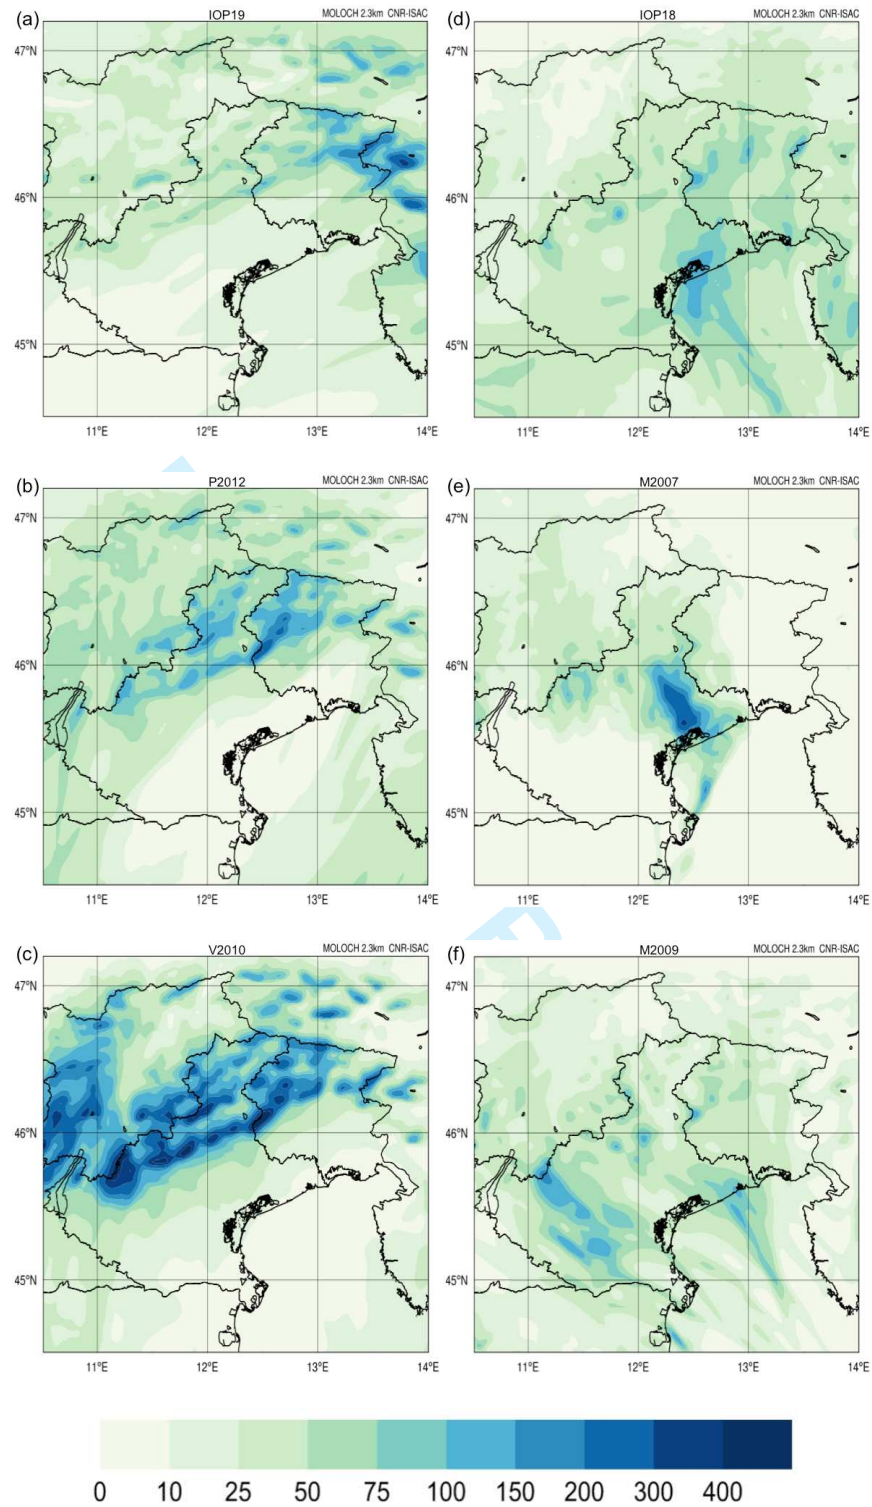 (a) IOP19 MOLOCH 2.3km CNR-ISAC
47°N
46°N
45°N
11°E 12°E 13°E 14°E
(d) IOP18 MOLOCH 2.3km CNR-ISAC
47°N
46°N
45°N
11°E 12°E 13°E 14°E
(b) P2012 MOLOCH 2.3km CNR-ISAC
47°N
46°N
45°N
11°E 12°E 13°E 14°E
(e) M2007 MOLOCH 2.3km CNR-ISAC
47°N
46°N
45°N
11°E 12°E 13°E 14°E
(c) V2010 MOLOCH 2.3km CNR-ISAC
47°N
46°N
45°N
11°E 12°E 13°E 14°E
(f) M2009 MOLOCH 2.3km CNR-ISAC
47°N
46°N
45°N
11°E 12°E 13°E 14°E
0 10 25 50 75 100 150 200 300 400